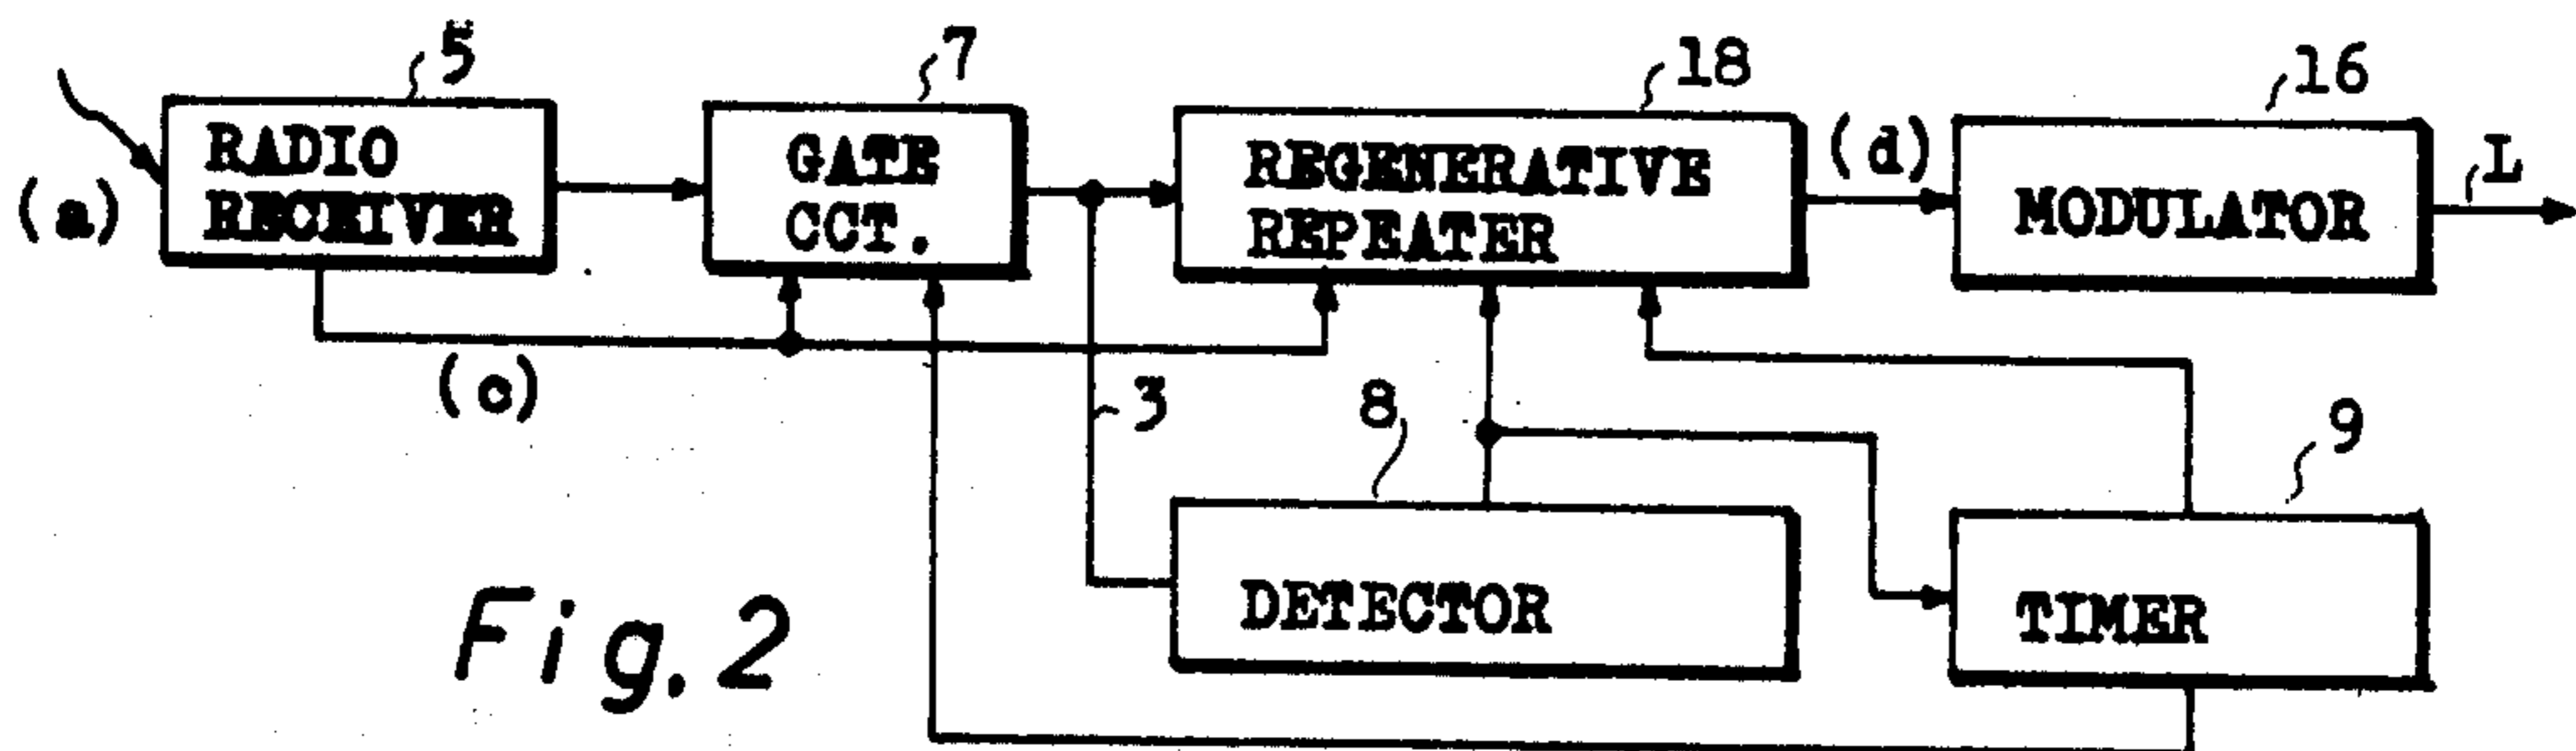 5
7
18
16
(a)
RADIO
RECEIVER
GATE
CCT.
REGENERATIVE
REPEATER
(d)
MODULATOR
L
(c)
3
8
9
DETECTOR
TIMER
Fig. 2